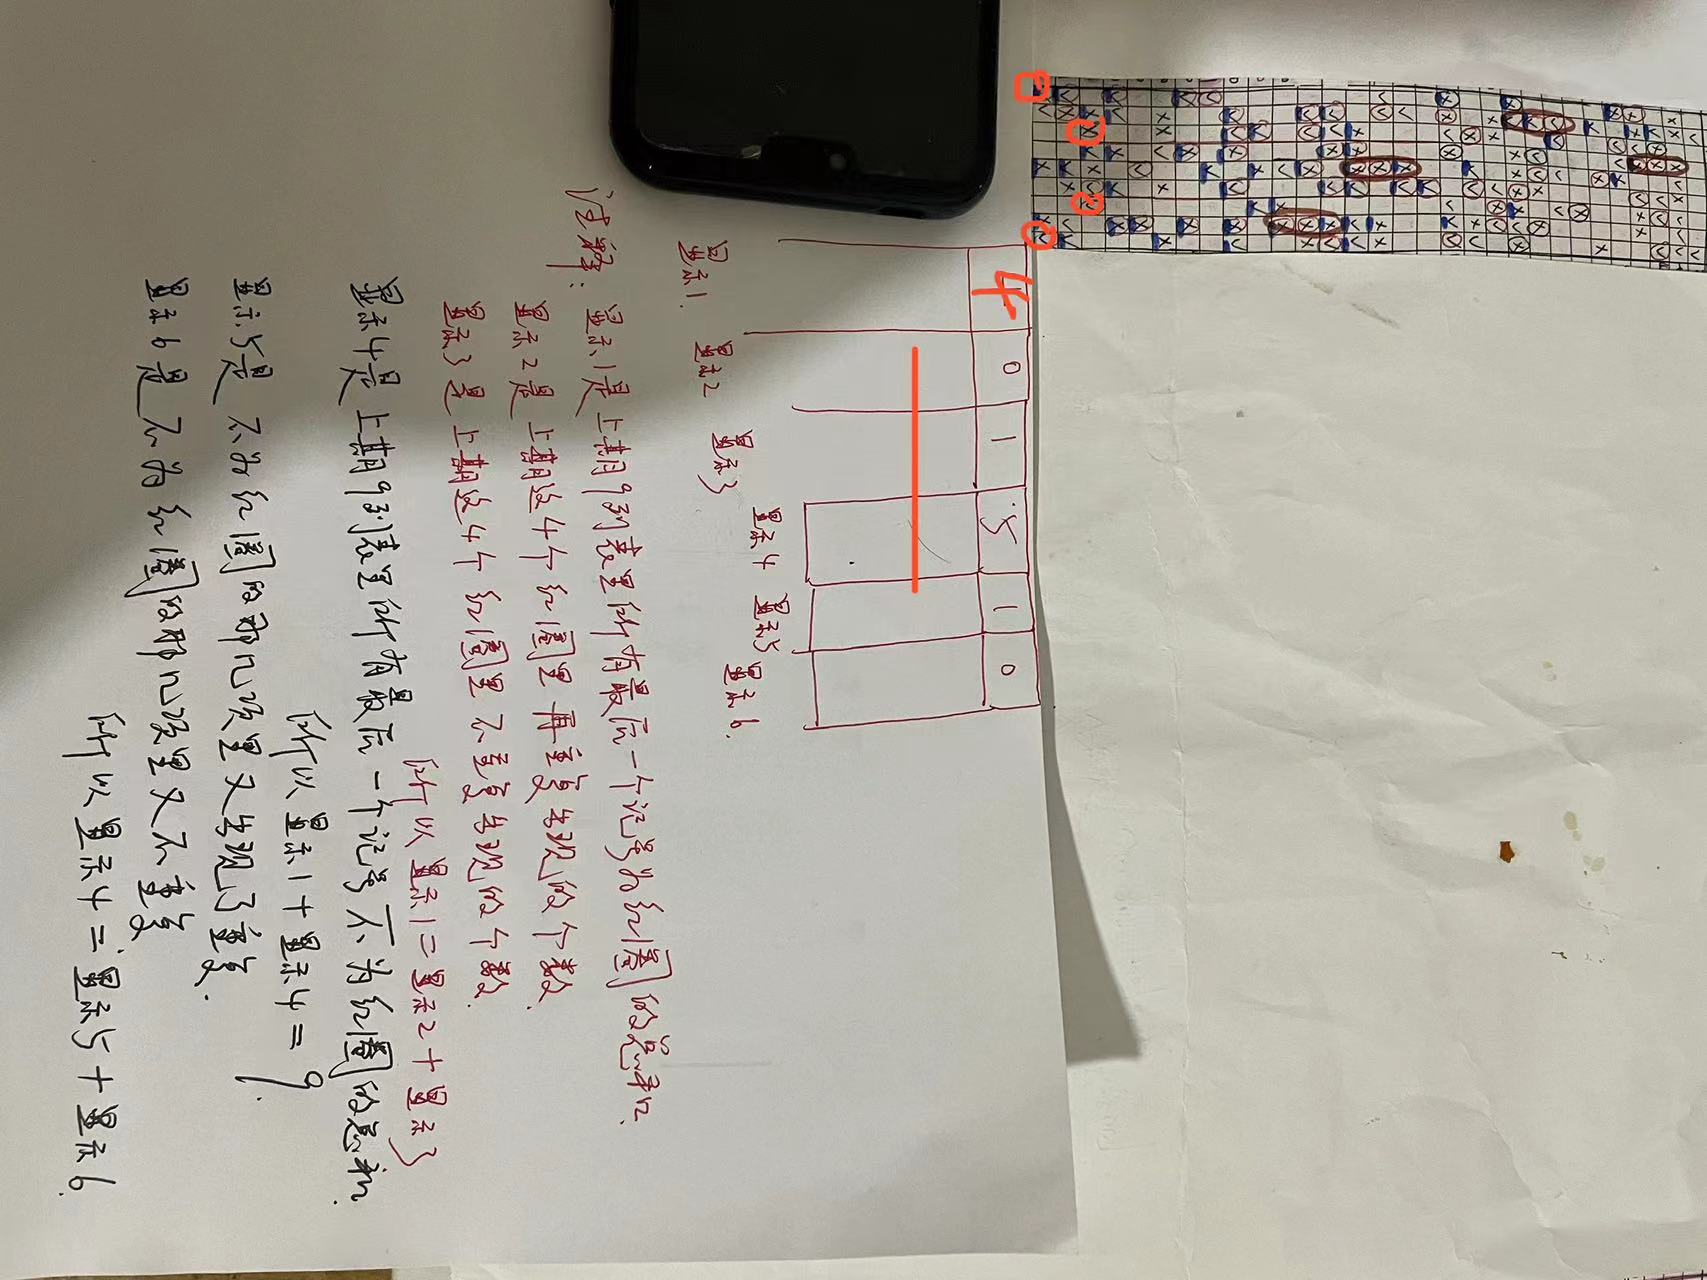 4 0 1 5 1 0
显示1. 显示2 显示3 显示4 显示5 显示6.
注释: 显示1是上期9列表里所有最后一个记号为红圈的总和.
显示2是上期这4个红圈里再重复出现的个数.
显示3是上期这4个红圈里不重复出现的个数.
所以显示1=显示2+显示3
显示4是上期9列表里所有最后一个记号不为红圈的总和.
所以显示1+显示4=9.
显示5是不为红圈的那几项里又出现了重复.
显示6是不为红圈的那几项里又不重复.
所以显示4=显示5+显示6.